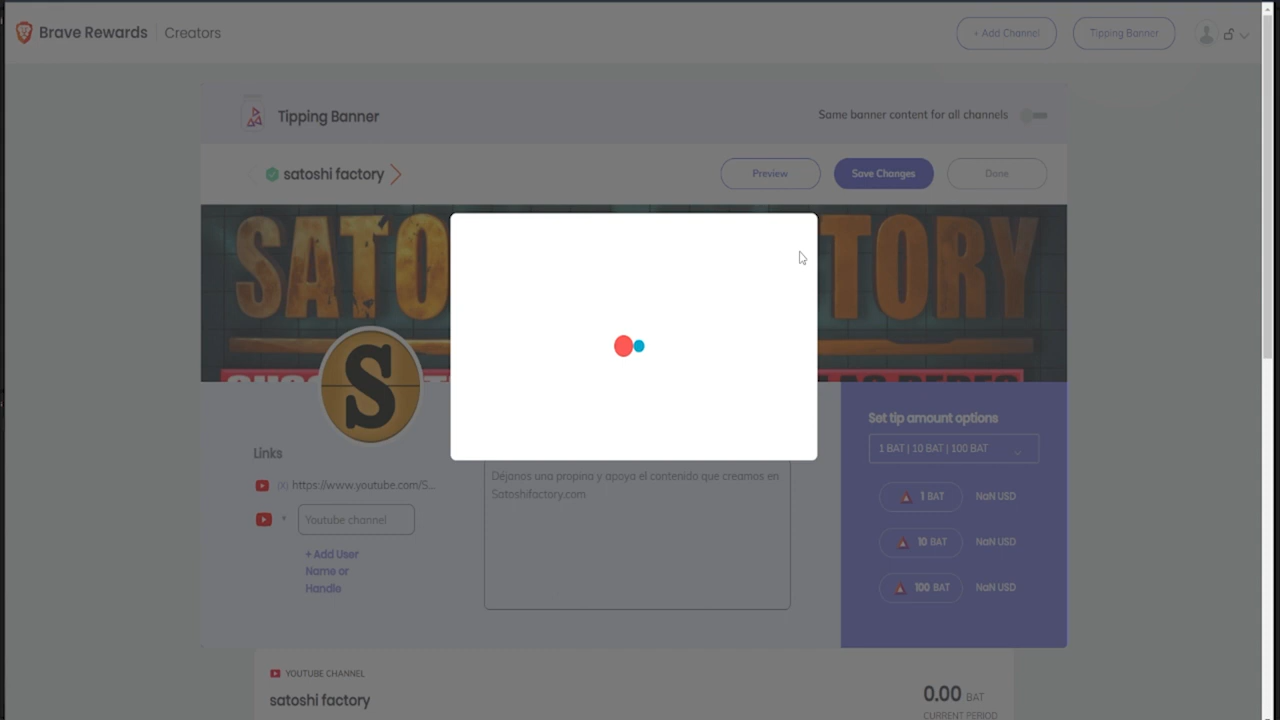 Brave Rewards Creators
+ Add Channel
Tipping Banner
Tipping Banner
Same banner content for all channels
satoshi factory
Preview
Save Changes
Done
SATO
TORY
S
Links
(X) https://www.youtube.com/S...
Youtube channel
+ Add User
Name or
Handle
Déjanos una propina y apoya el contenido que creamos en
Satoshifactory.com
Set tip amount options
1 BAT | 10 BAT | 100 BAT
1 BAT NaN USD
10 BAT NaN USD
100 BAT NaN USD
YOUTUBE CHANNEL
satoshi factory
0.00 BAT
CURRENT PERIOD